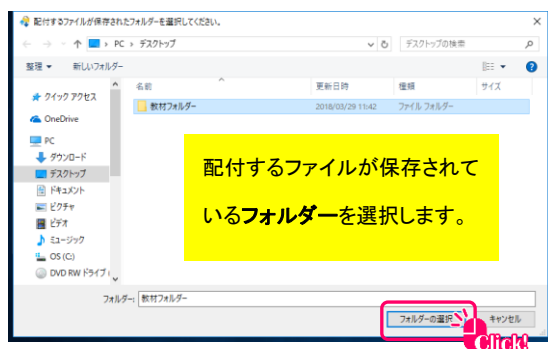 配付するファイルが保存されたフォルダーを選択してください。
PC › デスクトップ
デスクトップの検索
整理
新しいフォルダー
名前
更新日時
種類
サイズ
クイック アクセス
教材フォルダー
2018/03/29 11:42
ファイル フォルダー
OneDrive
PC
ダウンロード
デスクトップ
ドキュメント
ピクチャ
ビデオ
ミュージック
OS (C:)
DVD RW ドライブ
配付するファイルが保存されて
いるフォルダーを選択します。
フォルダー: 教材フォルダー
フォルダーの選択
キャンセル
Click!